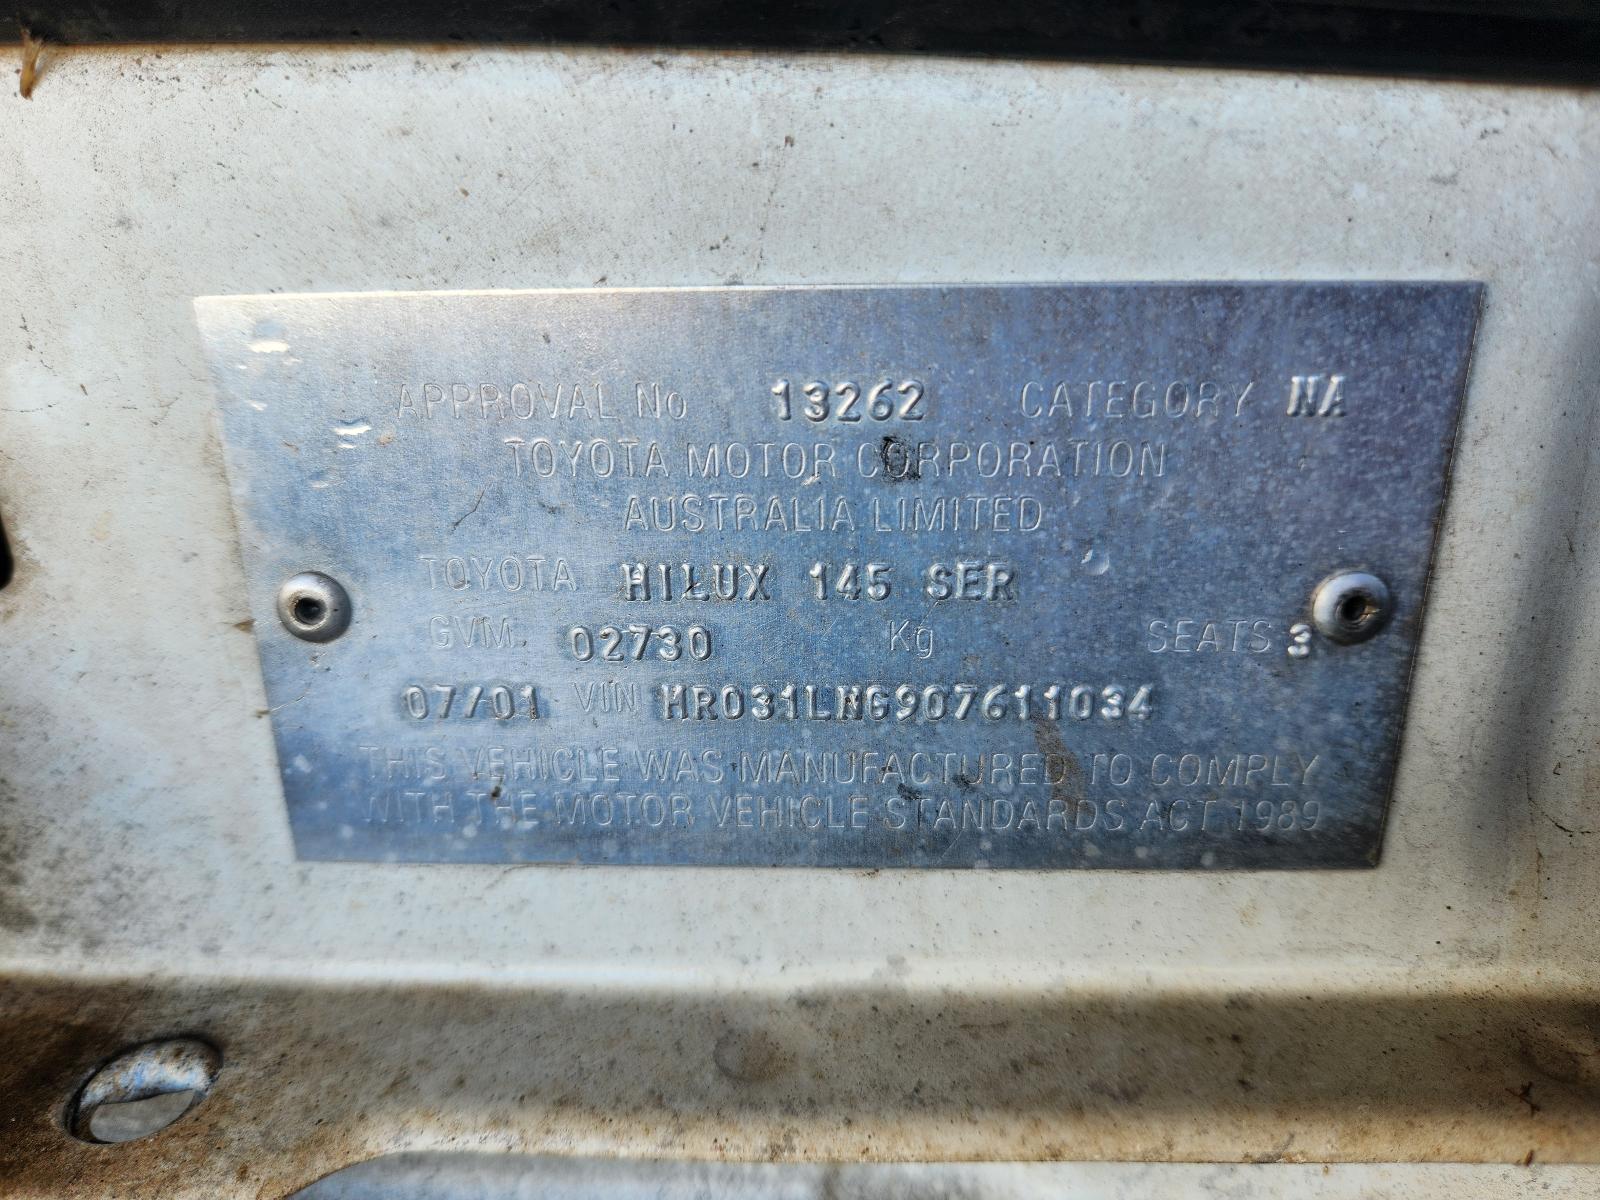 APPROVAL No 13262 CATEGORY NA
TOYOTA MOTOR CORPORATION
AUSTRALIA LIMITED
TOYOTA HILUX 145 SER
GVM 02730 Kg SEATS 3
07/01 VIN MR031LNG907611034
THIS VEHICLE WAS MANUFACTURED TO COMPLY
WITH THE MOTOR VEHICLE STANDARDS ACT 1989